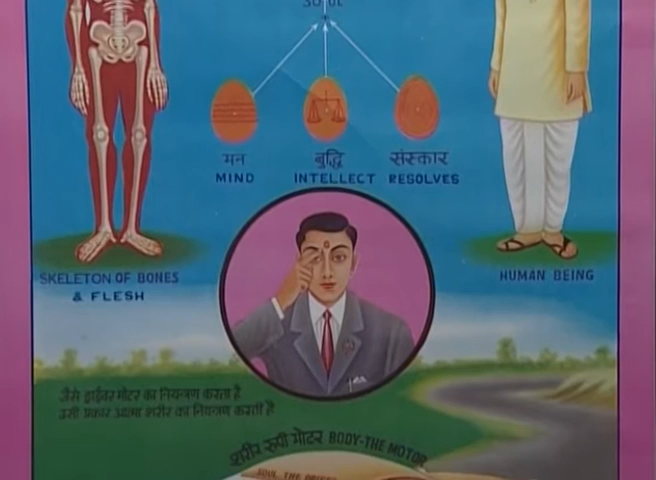 SOUL
मन
बुद्धि
संस्कार
MIND
INTELLECT
RESOLVES
SKELETON OF BONES
& FLESH
HUMAN BEING
जैसे ड्राईवर मोटर का नियन्त्रण करता है
उसी प्रकार आत्मा शरीर का नियन्त्रण करती है
शरीर रूपी मोटर BODY-THE MOTOR
SOUL THE